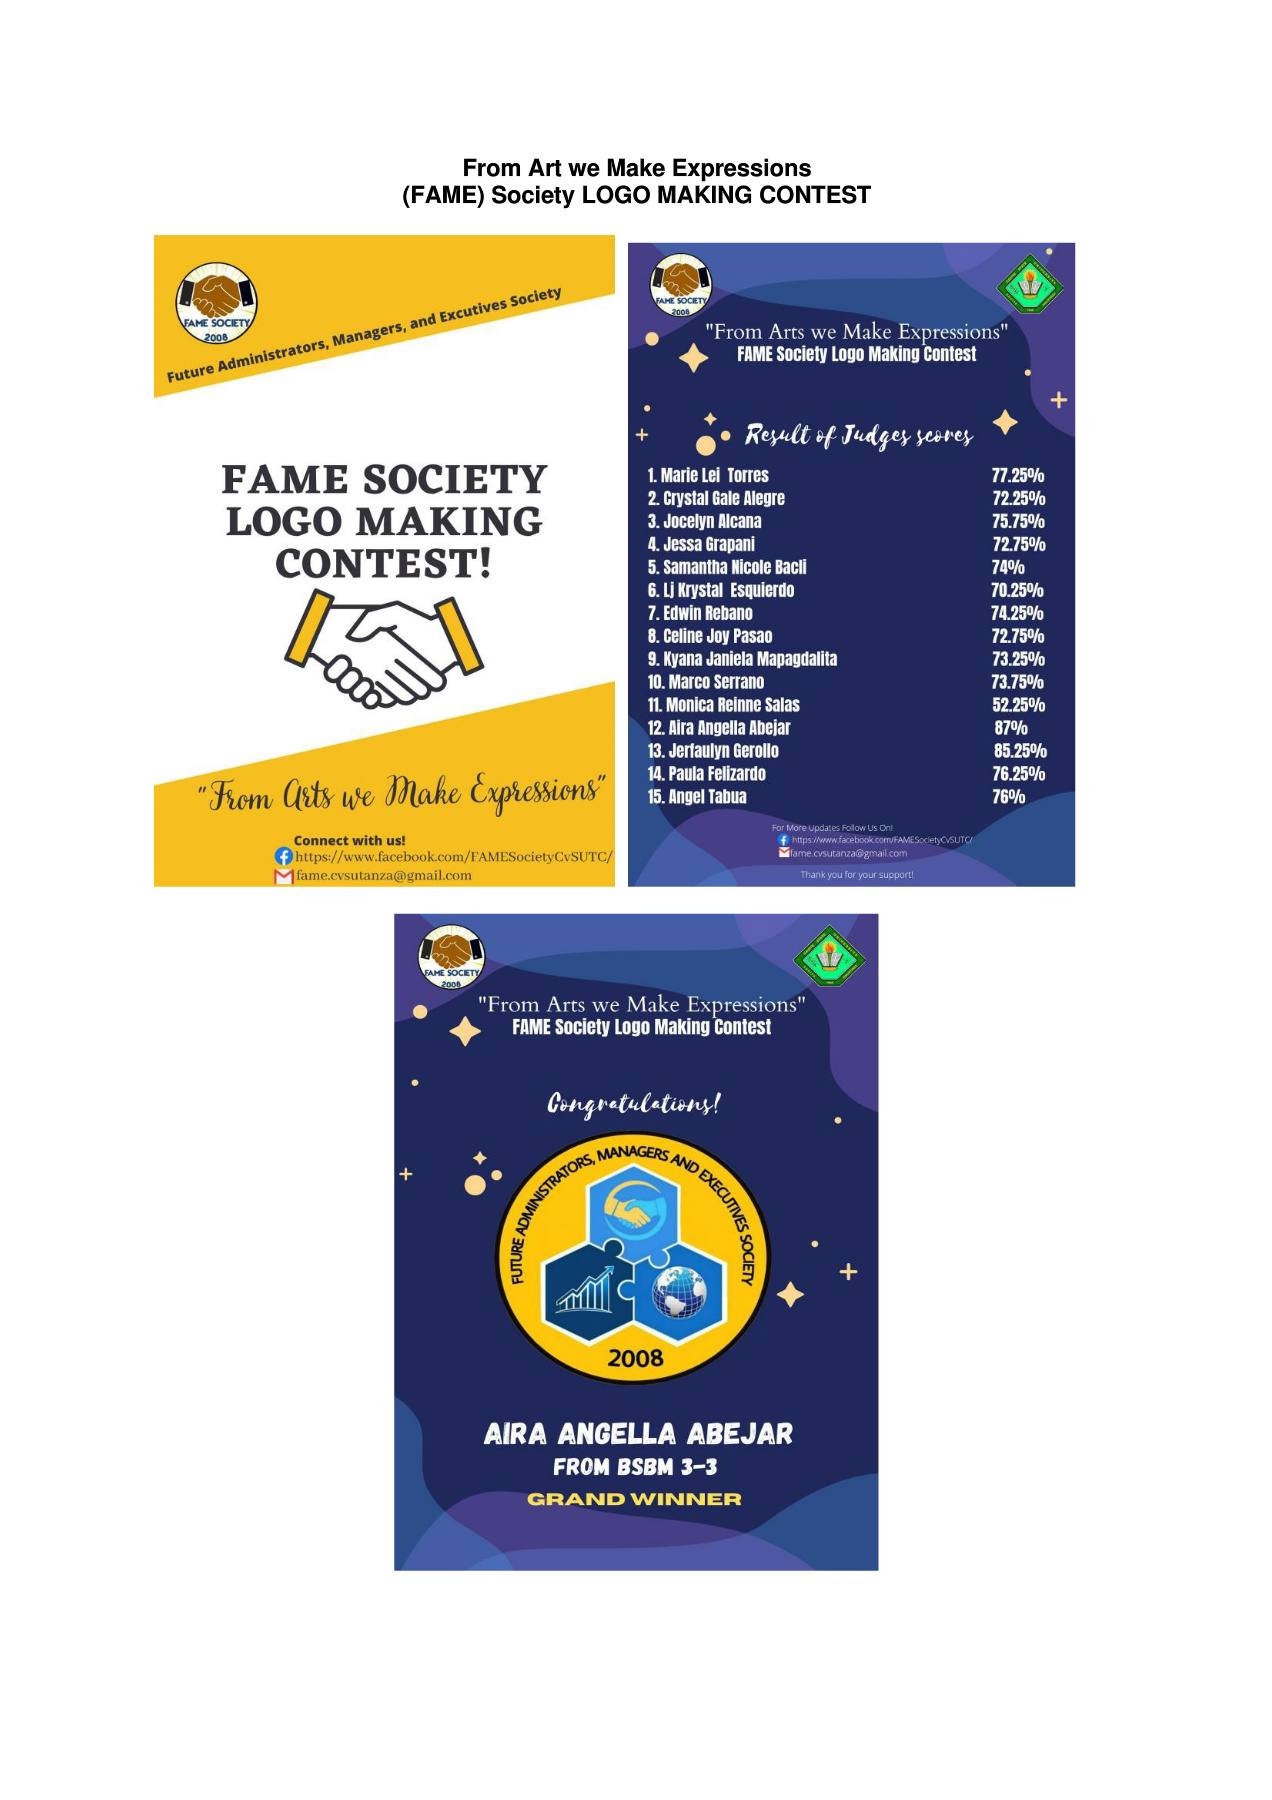 From Art we Make Expressions
(FAME) Society LOGO MAKING CONTEST
FAME SOCIETY
2008
Future Administrators, Managers, and Excutives Society
FAME SOCIETY
LOGO MAKING
CONTEST!
"From Arts we Make Expressions"
Connect with us!
https://www.facebook.com/FAMESocietyCvSUTC/
fame.cvsutanza@gmail.com
FAME SOCIETY
2008
"From Arts we Make Expressions"
FAME Society Logo Making Contest
Result of Judges scores
1. Marie Lei Torres 77.25%
2. Crystal Gale Alegre 72.25%
3. Jocelyn Alcana 75.75%
4. Jessa Grapani 72.75%
5. Samantha Nicole Bacli 74%
6. Lj Krystal Esquierdo 70.25%
7. Edwin Rebano 74.25%
8. Celine Joy Pasao 72.75%
9. Kyana Janiela Mapagdalita 73.25%
10. Marco Serrano 73.75%
11. Monica Reinne Salas 52.25%
12. Aira Angella Abejar 87%
13. Jerfaulyn Gerollo 85.25%
14. Paula Felizardo 76.25%
15. Angel Tabua 76%
For More Updates Follow Us On!
https://www.facebook.com/FAMESocietyCvSUTC/
fame.cvsutanza@gmail.com
Thank you for your support!
FAME SOCIETY
2008
"From Arts we Make Expressions"
FAME Society Logo Making Contest
Congratulations!
FUTURE ADMINISTRATORS, MANAGERS AND EXECUTIVES SOCIETY
2008
AIRA ANGELLA ABEJAR
FROM BSBM 3-3
GRAND WINNER